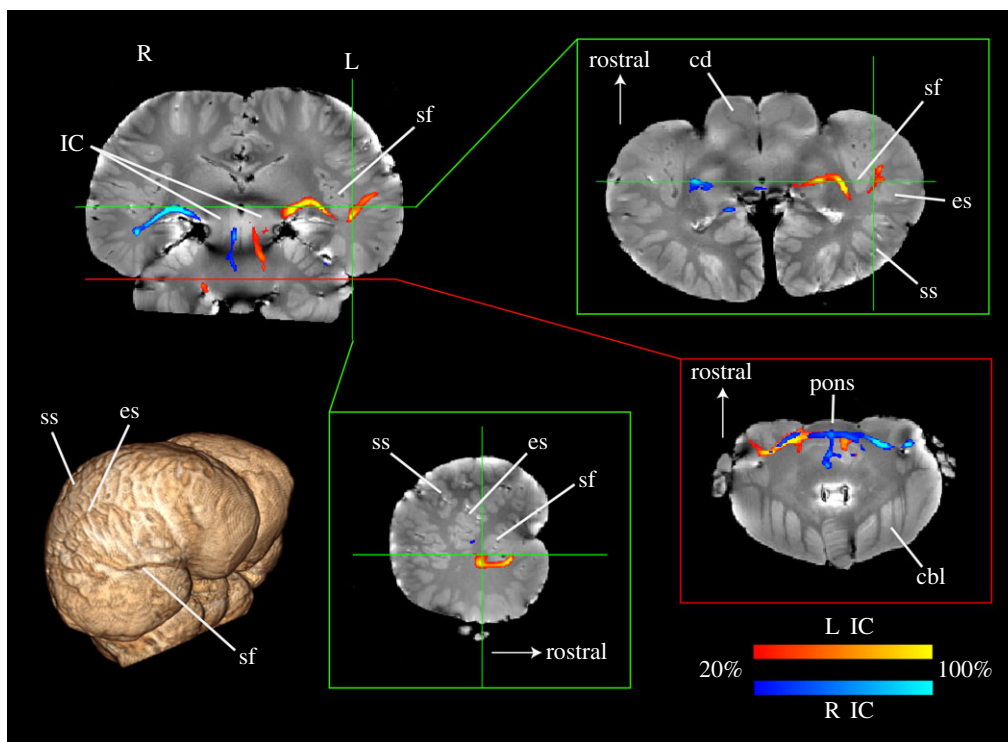 R
L
sf
IC
rostral
cd
sf
es
ss
ss
es
sf
ss
es
sf
rostral
rostral
pons
cbl
L IC
20%
100%
R IC